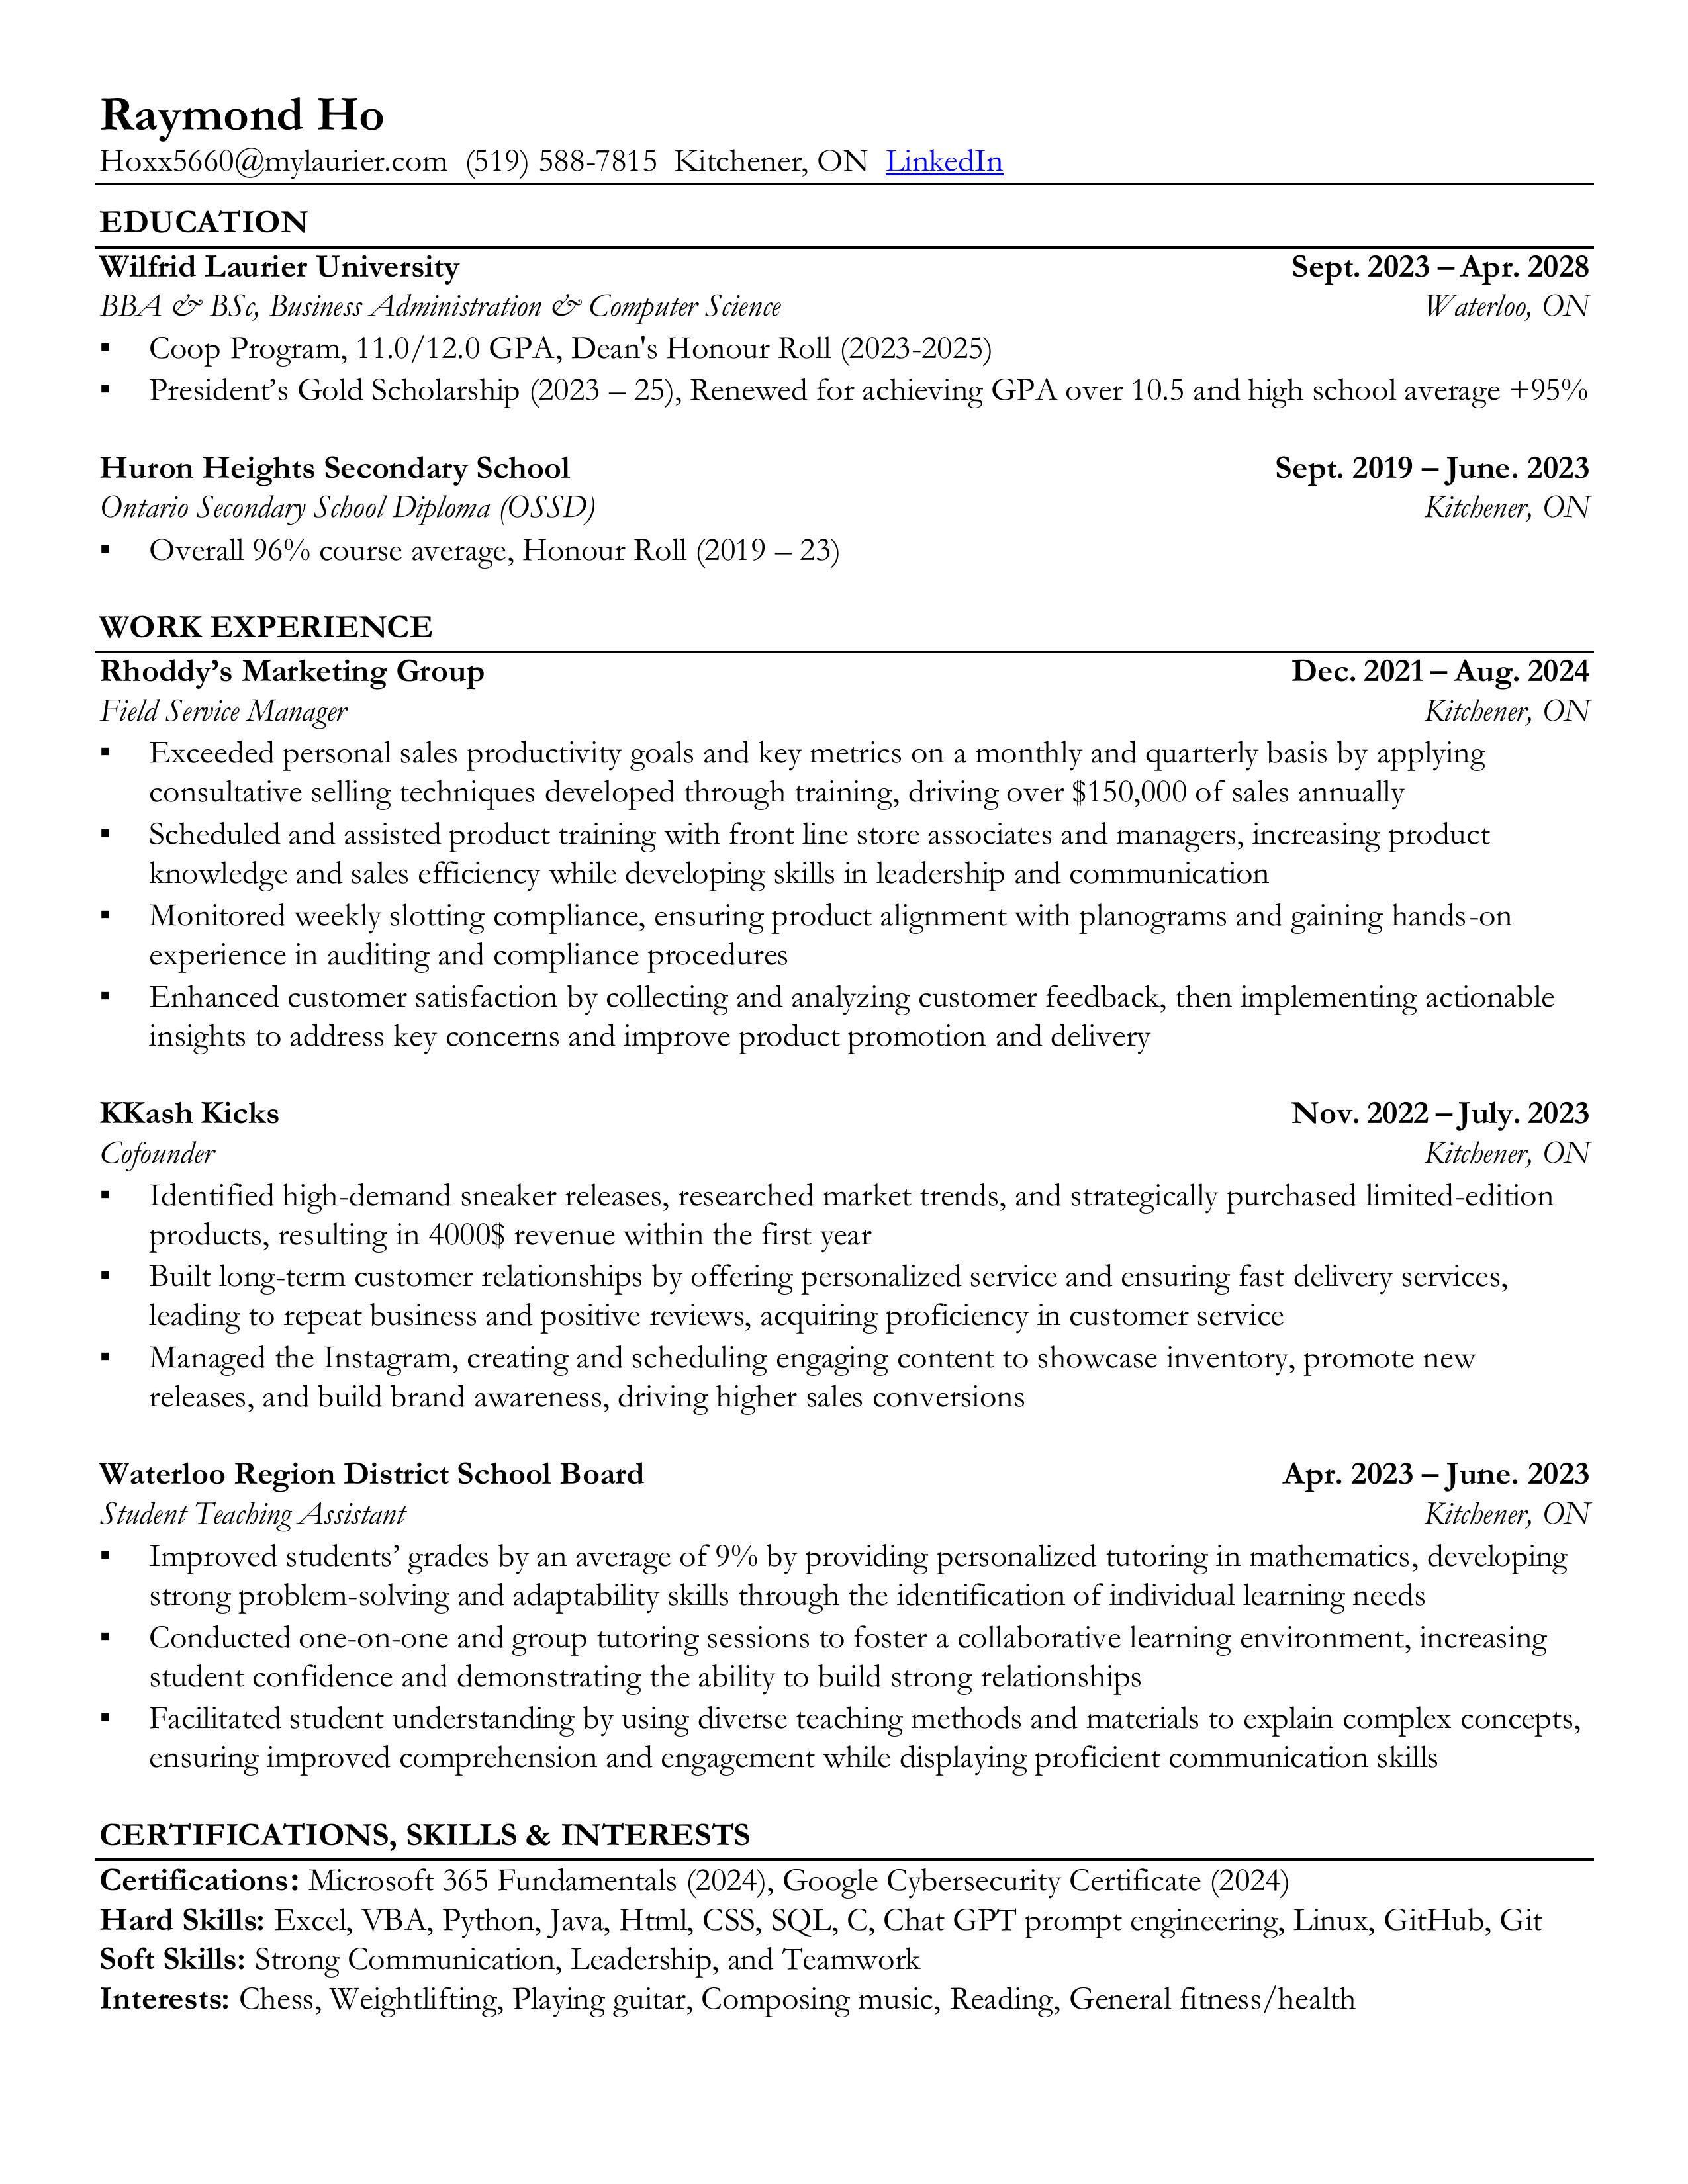 Raymond Ho
Hoxx5660@mylaurier.com (519) 588-7815 Kitchener, ON LinkedIn
EDUCATION
Wilfrid Laurier University Sept. 2023 – Apr. 2028
BBA & BSc, Business Administration & Computer Science Waterloo, ON
▪ Coop Program, 11.0/12.0 GPA, Dean's Honour Roll (2023-2025)
▪ President’s Gold Scholarship (2023 – 25), Renewed for achieving GPA over 10.5 and high school average +95%
Huron Heights Secondary School Sept. 2019 – June. 2023
Ontario Secondary School Diploma (OSSD) Kitchener, ON
▪ Overall 96% course average, Honour Roll (2019 – 23)
WORK EXPERIENCE
Rhoddy’s Marketing Group Dec. 2021 – Aug. 2024
Field Service Manager Kitchener, ON
▪ Exceeded personal sales productivity goals and key metrics on a monthly and quarterly basis by applying
consultative selling techniques developed through training, driving over $150,000 of sales annually
▪ Scheduled and assisted product training with front line store associates and managers, increasing product
knowledge and sales efficiency while developing skills in leadership and communication
▪ Monitored weekly slotting compliance, ensuring product alignment with planograms and gaining hands-on
experience in auditing and compliance procedures
▪ Enhanced customer satisfaction by collecting and analyzing customer feedback, then implementing actionable
insights to address key concerns and improve product promotion and delivery
KKash Kicks Nov. 2022 – July. 2023
Cofounder Kitchener, ON
▪ Identified high-demand sneaker releases, researched market trends, and strategically purchased limited-edition
products, resulting in 4000$ revenue within the first year
▪ Built long-term customer relationships by offering personalized service and ensuring fast delivery services,
leading to repeat business and positive reviews, acquiring proficiency in customer service
▪ Managed the Instagram, creating and scheduling engaging content to showcase inventory, promote new
releases, and build brand awareness, driving higher sales conversions
Waterloo Region District School Board Apr. 2023 – June. 2023
Student Teaching Assistant Kitchener, ON
▪ Improved students’ grades by an average of 9% by providing personalized tutoring in mathematics, developing
strong problem-solving and adaptability skills through the identification of individual learning needs
▪ Conducted one-on-one and group tutoring sessions to foster a collaborative learning environment, increasing
student confidence and demonstrating the ability to build strong relationships
▪ Facilitated student understanding by using diverse teaching methods and materials to explain complex concepts,
ensuring improved comprehension and engagement while displaying proficient communication skills
CERTIFICATIONS, SKILLS & INTERESTS
Certifications: Microsoft 365 Fundamentals (2024), Google Cybersecurity Certificate (2024)
Hard Skills: Excel, VBA, Python, Java, Html, CSS, SQL, C, Chat GPT prompt engineering, Linux, GitHub, Git
Soft Skills: Strong Communication, Leadership, and Teamwork
Interests: Chess, Weightlifting, Playing guitar, Composing music, Reading, General fitness/health